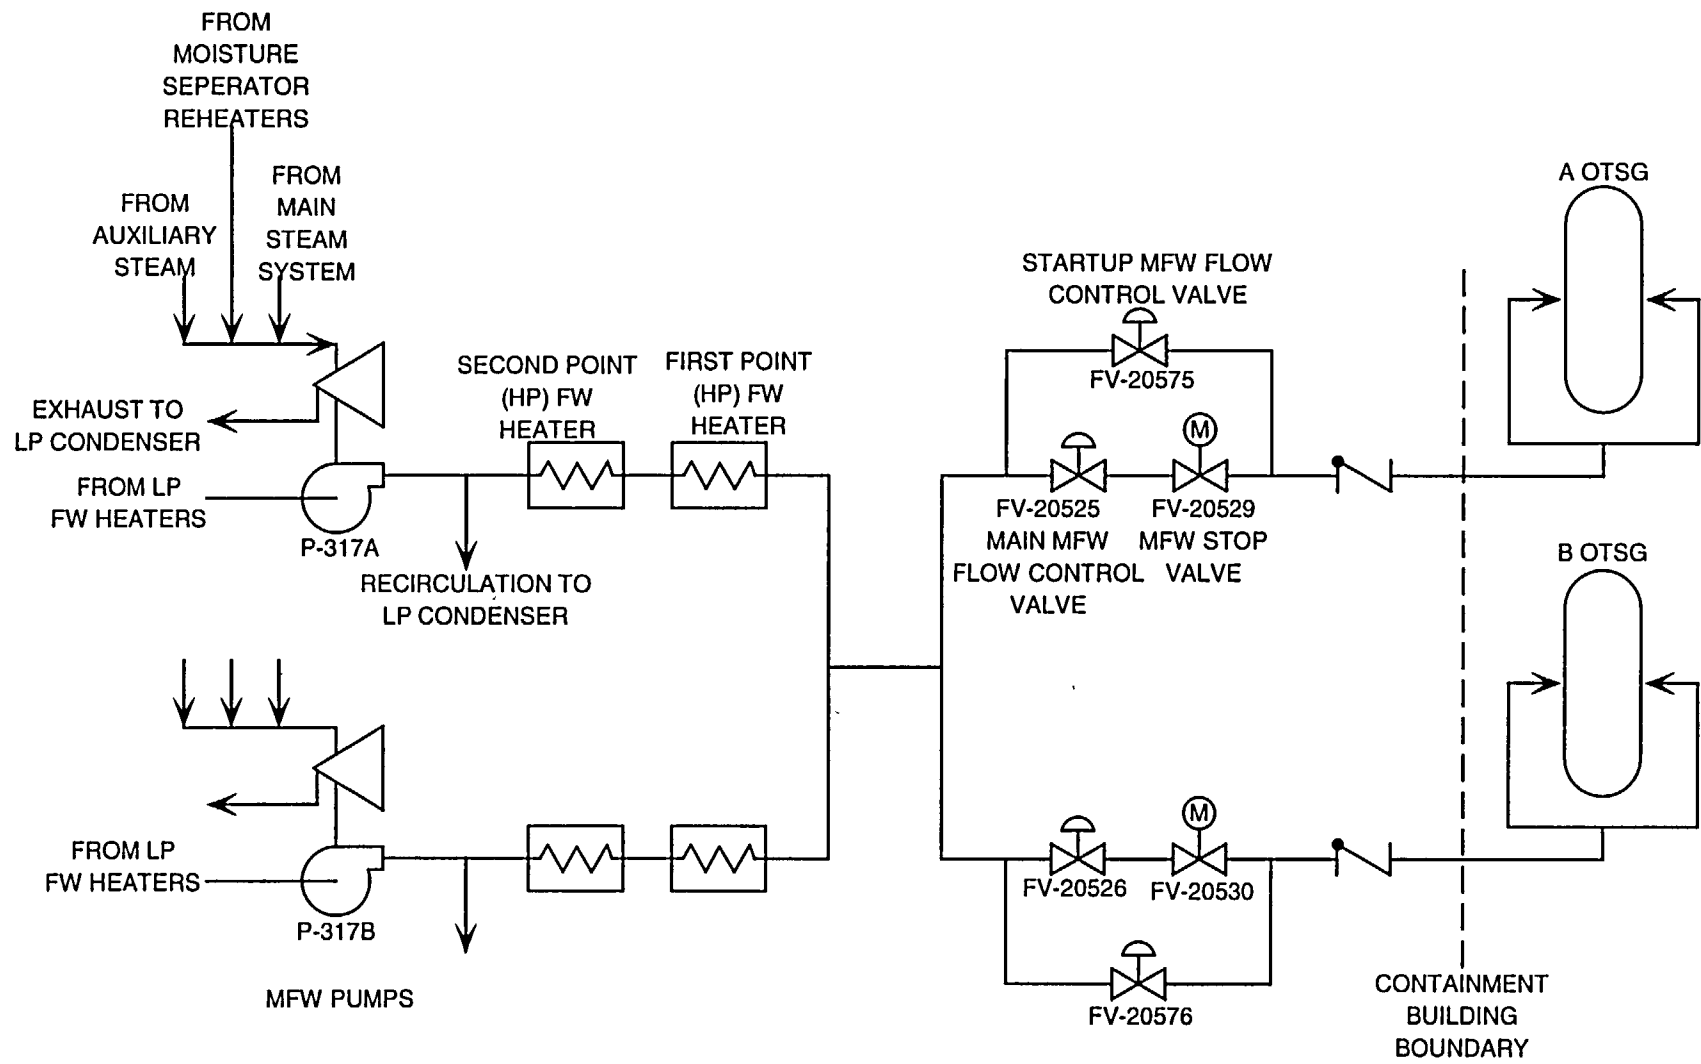 FROM
MOISTURE
SEPERATOR
REHEATERS
FROM
AUXILIARY
STEAM
FROM
MAIN
STEAM
SYSTEM
EXHAUST TO
LP CONDENSER
FROM LP
FW HEATERS
P-317A
SECOND POINT
(HP) FW
HEATER
FIRST POINT
(HP) FW
HEATER
RECIRCULATION TO
LP CONDENSER
STARTUP MFW FLOW
CONTROL VALVE
FV-20575
M
FV-20525
MAIN MFW
FLOW CONTROL
VALVE
FV-20529
MFW STOP
VALVE
A OTSG
B OTSG
FROM LP
FW HEATERS
P-317B
MFW PUMPS
M
FV-20526
FV-20530
FV-20576
CONTAINMENT
BUILDING
BOUNDARY